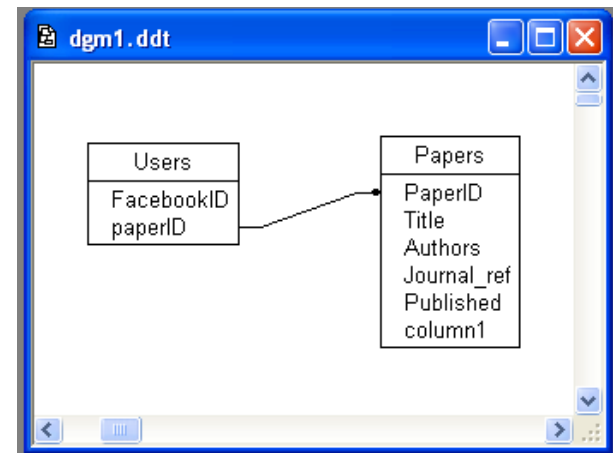 dgm1.ddt
Users
FacebookID
paperID
Papers
PaperID
Title
Authors
Journal_ref
Published
column1